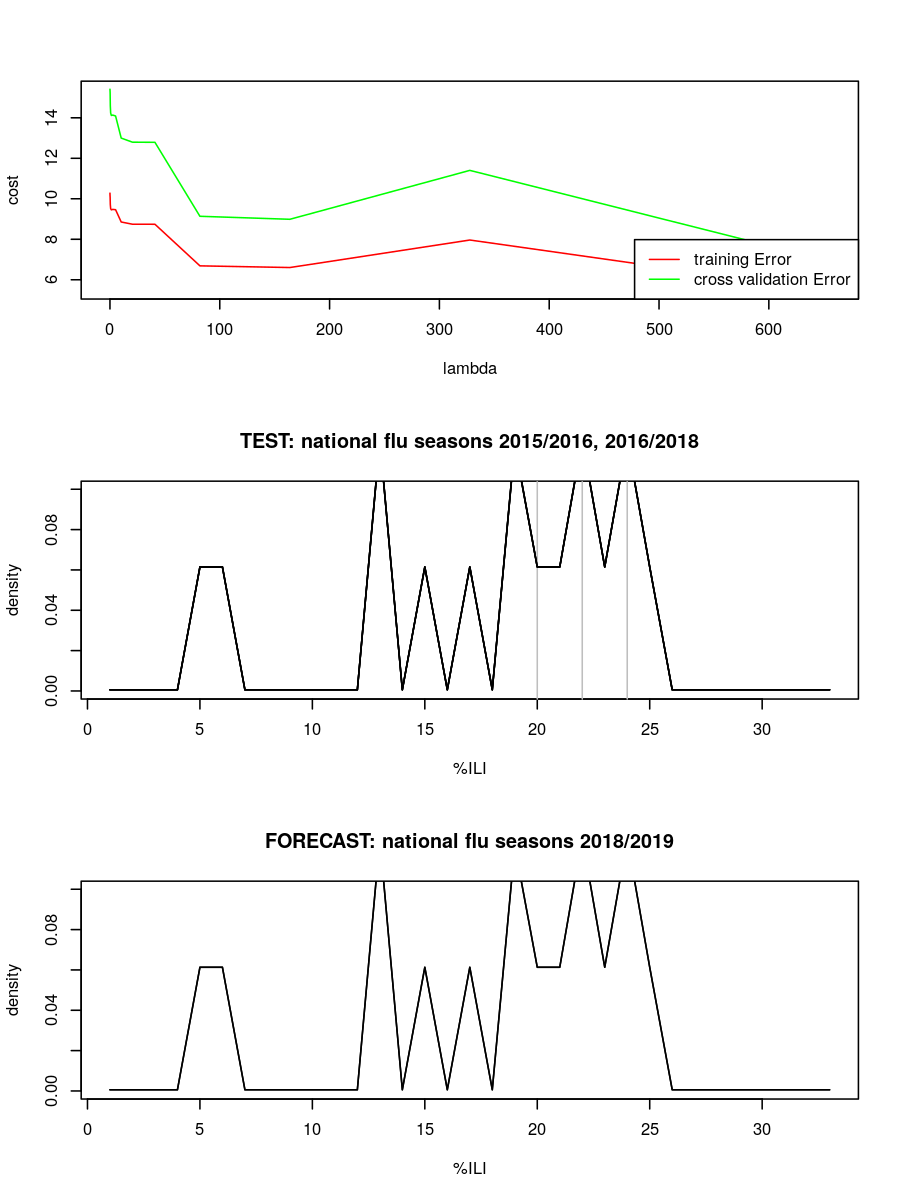 14
12
10
8
6
cost
training Error
cross validation Error
0 100 200 300 400 500 600
lambda
TEST: national flu seasons 2015/2016, 2016/2018
0.08
0.04
0.00
density
0 5 10 15 20 25 30
%ILI
FORECAST: national flu seasons 2018/2019
0.08
0.04
0.00
density
0 5 10 15 20 25 30
%ILI